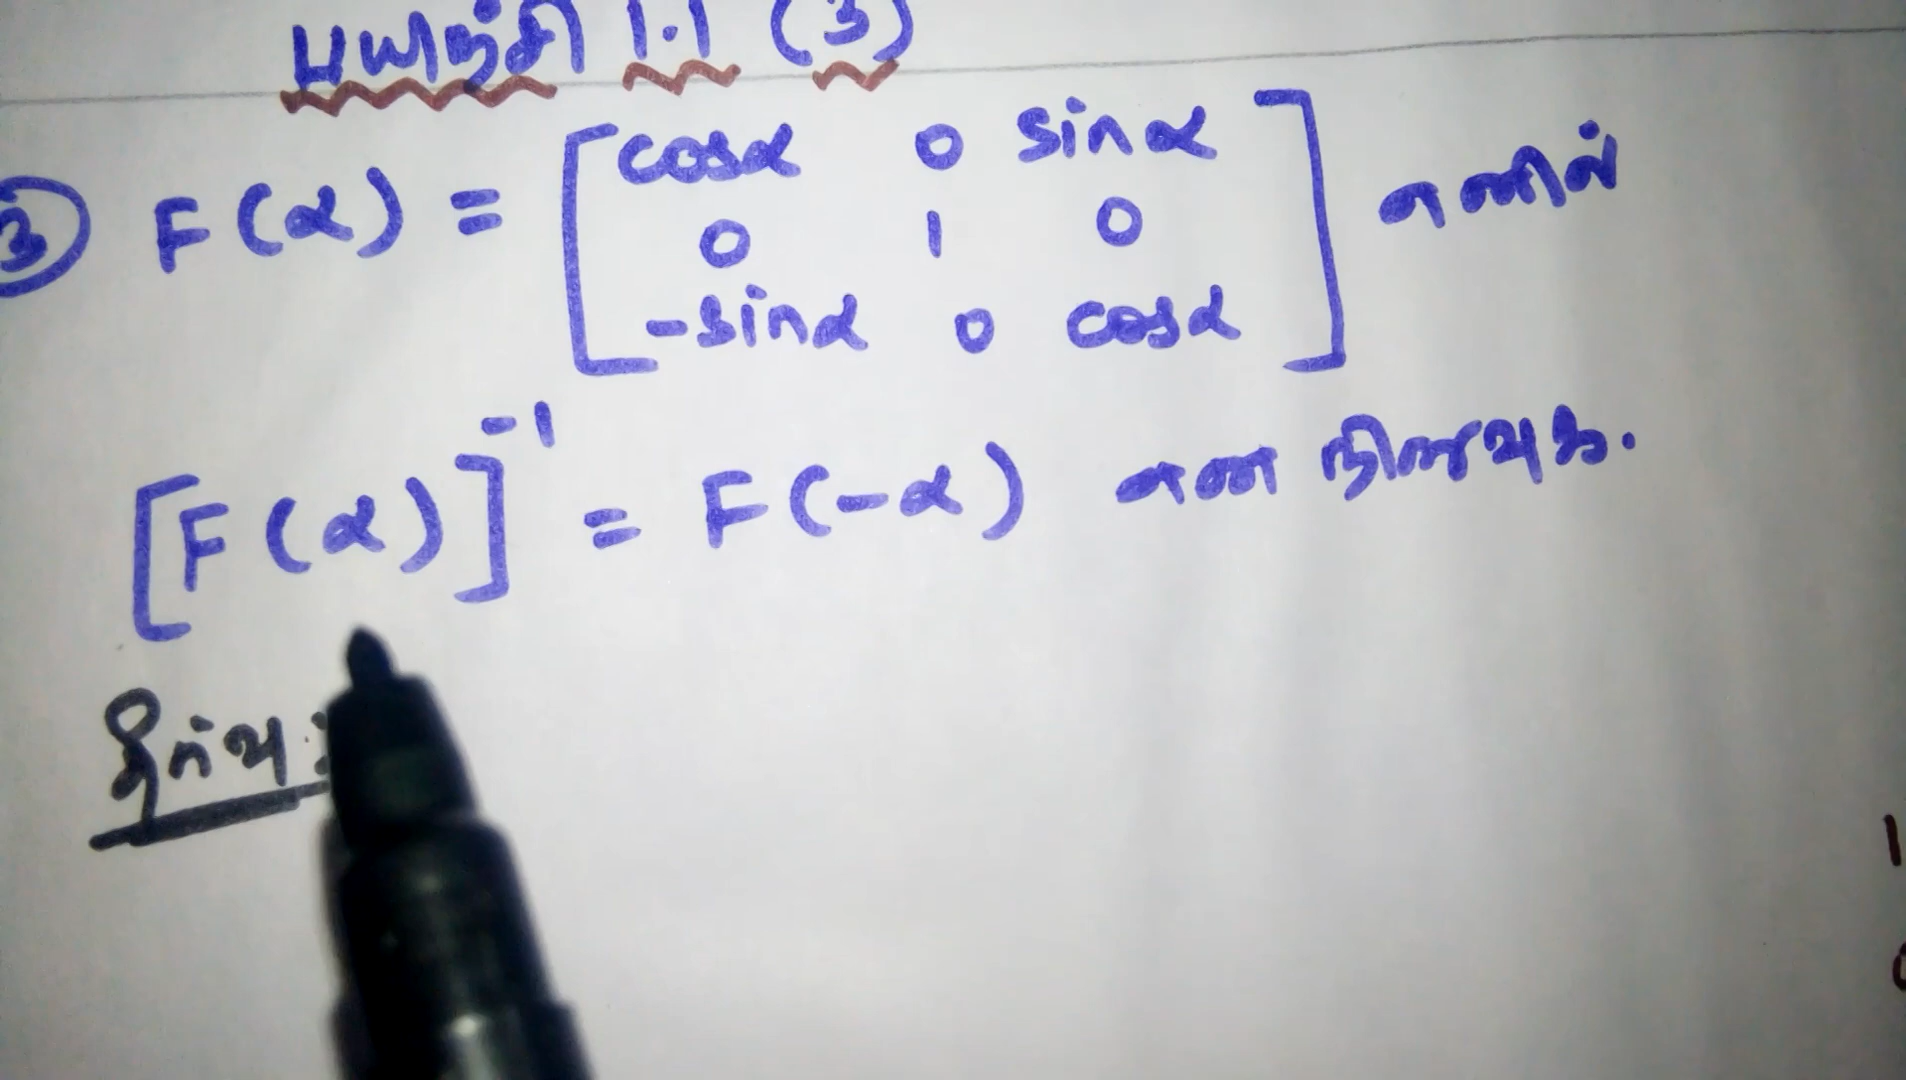 பயிற்சி 1.1 (3)
③ F(α) = [cosα 0 sinα
0 1 0
-sinα 0 cosα] எனில்
[F(α)]⁻¹ = F(-α) என நிறுவுக.
தீர்வு: